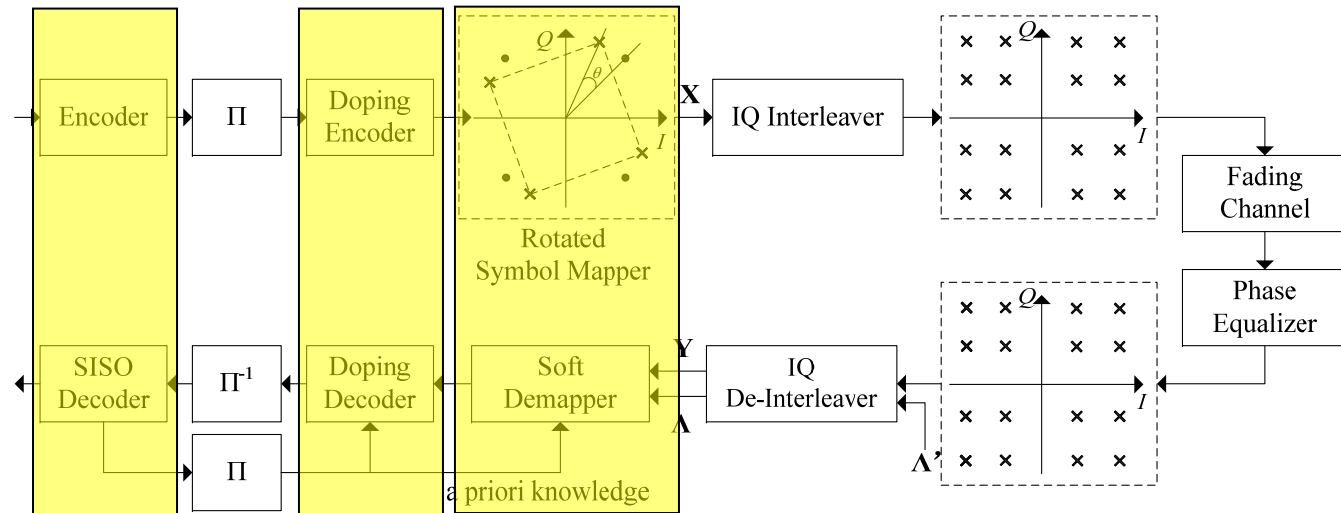 Q
θ
I
Encoder
Π
Doping
Encoder
Rotated
Symbol Mapper
X
IQ Interleaver
Q
I
Fading
Channel
Phase
Equalizer
Q
I
IQ
De-Interleaver
Λ'
Y
Λ
Soft
Demapper
Doping
Decoder
Π-1
SISO
Decoder
Π
a priori knowledge